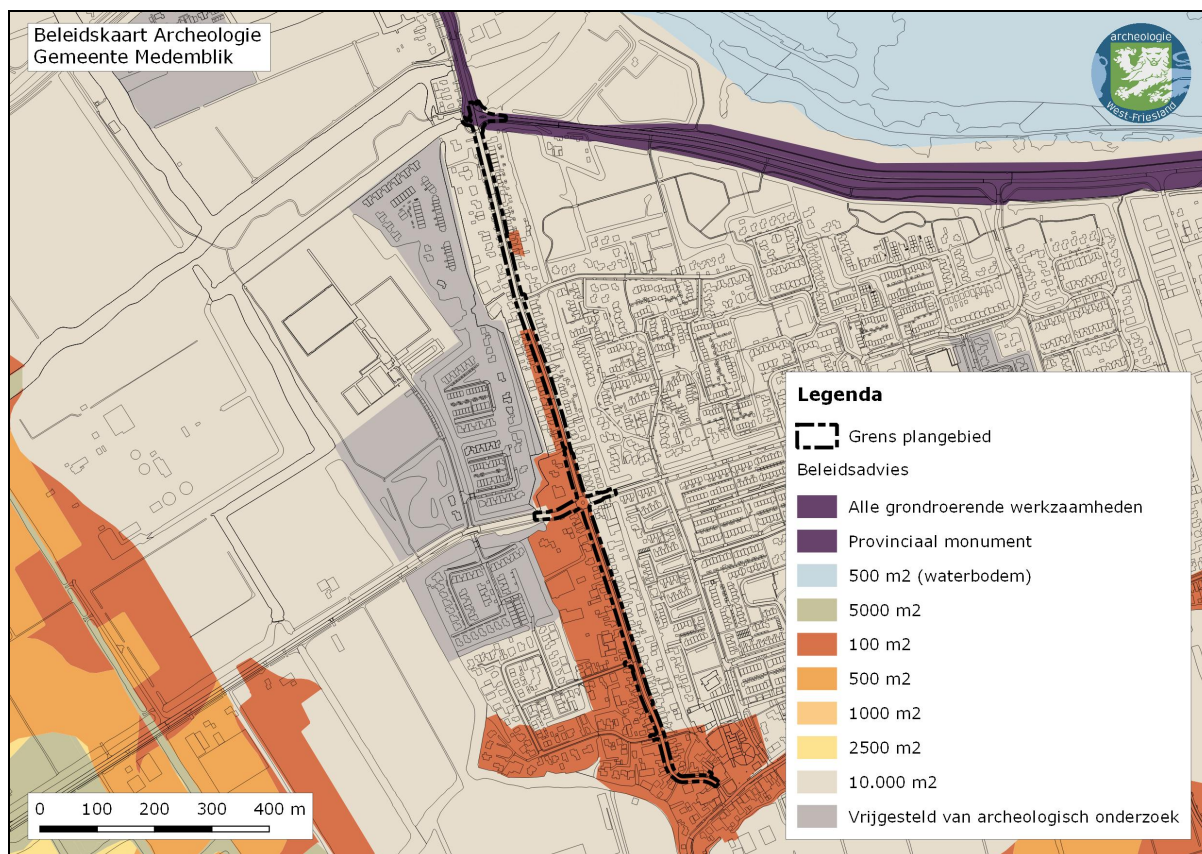 Beleidskaart Archeologie
Gemeente Medemblik
archeologie
West-Friesland
Legenda
Grens plangebied
Beleidsadvies
Alle grondroerende werkzaamheden
Provinciaal monument
500 m2 (waterbodem)
5000 m2
100 m2
500 m2
1000 m2
2500 m2
10.000 m2
Vrijgesteld van archeologisch onderzoek
0 100 200 300 400 m